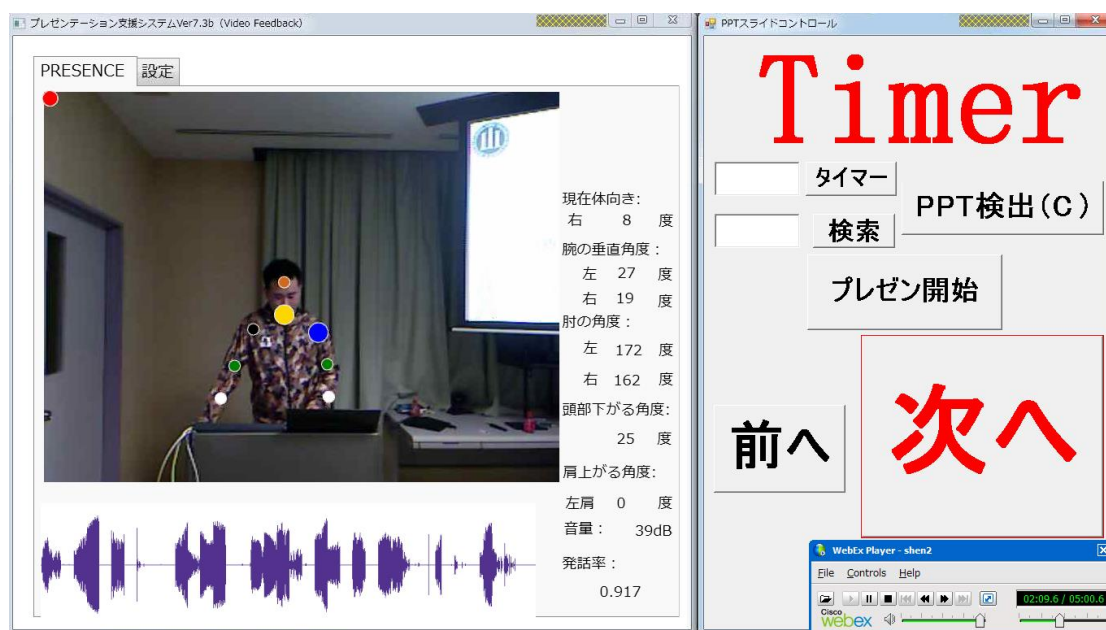 プレゼンテーション支援システムVer7.3b (Video Feedback)
PRESENCE 設定
現在体向き:
右 8 度
腕の垂直角度:
左 27 度
右 19 度
肘の角度:
左 172 度
右 162 度
頭部下がる角度:
25 度
肩上がる角度:
左肩 0 度
音量: 39dB
発話率:
0.917
PPTスライドコントロール
Timer
タイマー
PPT検出(C)
検索
プレゼン開始
前へ
次へ
WebEx Player - shen2
File Controls Help
02:09.6 / 05:00.6
Cisco
webex